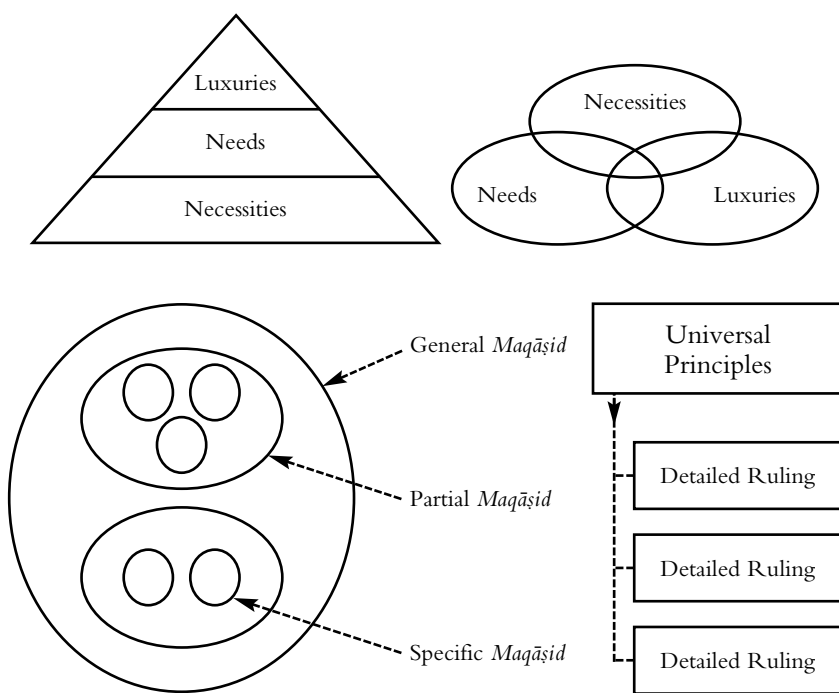 Luxuries
Needs
Necessities
Necessities
Needs
Luxuries
General Maqāṣid
Partial Maqāṣid
Specific Maqāṣid
Universal
Principles
Detailed Ruling
Detailed Ruling
Detailed Ruling